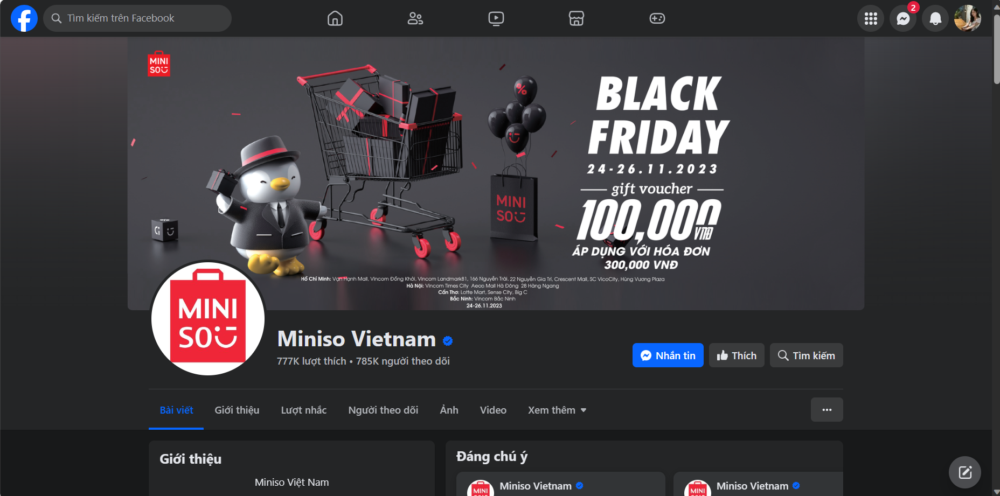 Tìm kiếm trên Facebook
2
MINI
SO
BLACK
FRIDAY
24-26.11.2023
gift voucher
100,000
VNĐ
ÁP DỤNG VỚI HÓA ĐƠN
300,000 VNĐ
%
MINI
SO
Hồ Chí Minh: Vạn Hạnh Mall, Vincom Đồng Khởi, Vincom Landmark81, 166 Nguyễn Trãi, 22 Nguyễn Gia Trí, Crescent Mall, SC VivoCity, Hùng Vương Plaza
Hà Nội: Vincom Times City Aeon Mall Hà Đông 28 Hàng Ngang
Cần Thơ: Lotte Mart, Sense City, Big C
Bắc Ninh: Vincom Bắc Ninh
24-26.11.2023
MINI
SO
Miniso Vietnam
777K lượt thích • 785K người theo dõi
Nhắn tin
Thích
Tìm kiếm
Bài viết
Giới thiệu
Lượt nhắc
Người theo dõi
Ảnh
Video
Xem thêm
Giới thiệu
Miniso Việt Nam
Đáng chú ý
MINI
Miniso Vietnam
MINI
Miniso Vietnam